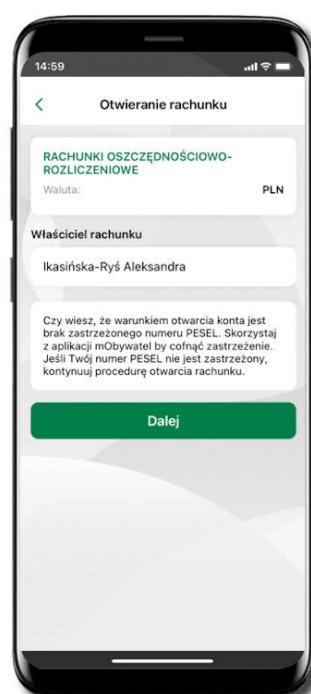 14:59
Otwieranie rachunku
RACHUNKI OSZCZĘDNOŚCIOWO-
ROZLICZENIOWE
Waluta: PLN
Właściciel rachunku
Ikasińska-Ryś Aleksandra
Czy wiesz, że warunkiem otwarcia konta jest
brak zastrzeżonego numeru PESEL. Skorzystaj
z aplikacji mObywatel by cofnąć zastrzeżenie.
Jeśli Twój numer PESEL nie jest zastrzeżony,
kontynuuj procedurę otwarcia rachunku.
Dalej